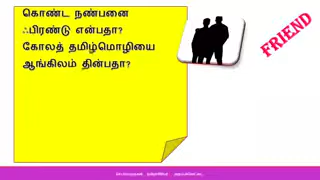 கொண்ட நண்பனை
ஃபிரண்டு என்பதா?
கோலத் தமிழ்மொழியை
ஆங்கிலம் தின்பதா?
FRIEND